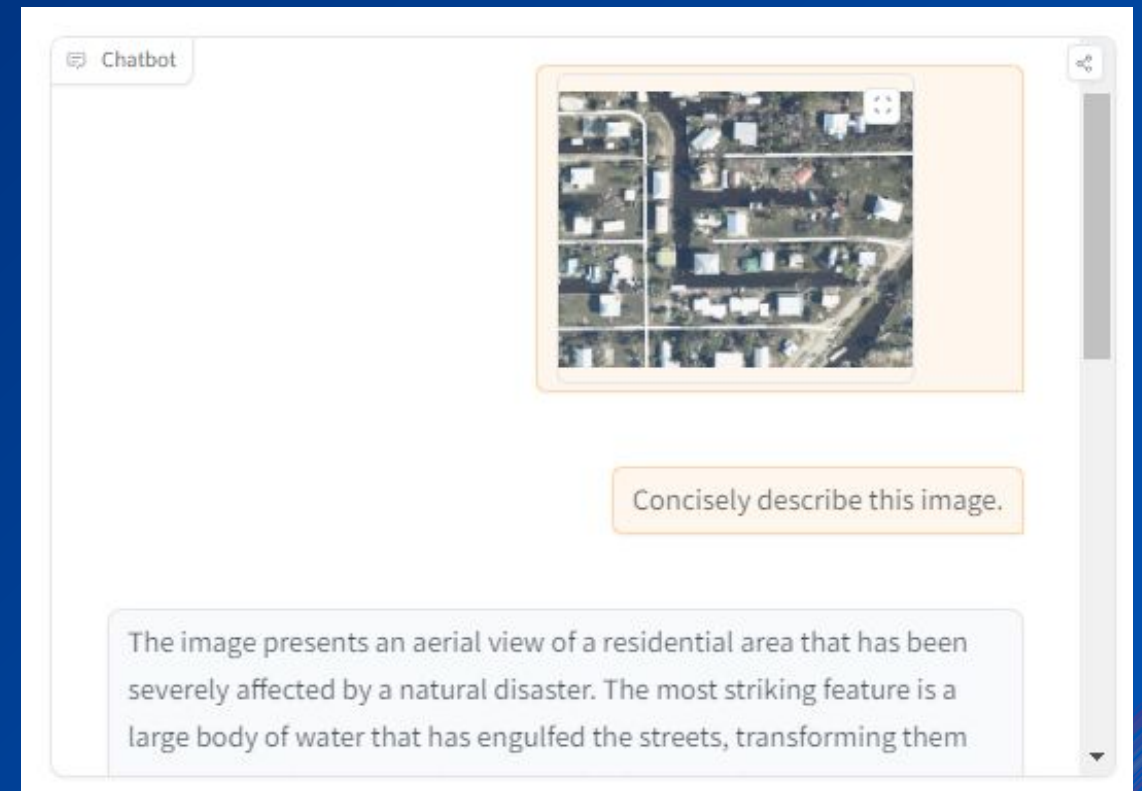 Chatbot
Concisely describe this image.
The image presents an aerial view of a residential area that has been
severely affected by a natural disaster. The most striking feature is a
large body of water that has engulfed the streets, transforming them